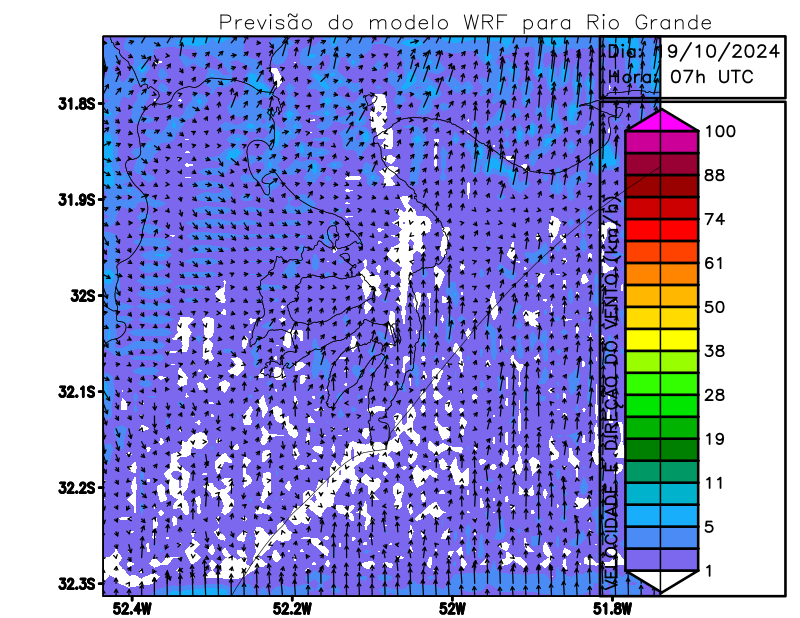 Previsão do modelo WRF para Rio Grande
Dia: 9/10/2024
Hora: 07h UTC
31.8S
31.9S
32S
32.1S
32.2S
32.3S
52.4W
52.2W
52W
51.8W
VELOCIDADE E DIREÇÃO DO VENTO (km/h)
100
88
74
61
50
38
28
19
11
5
1